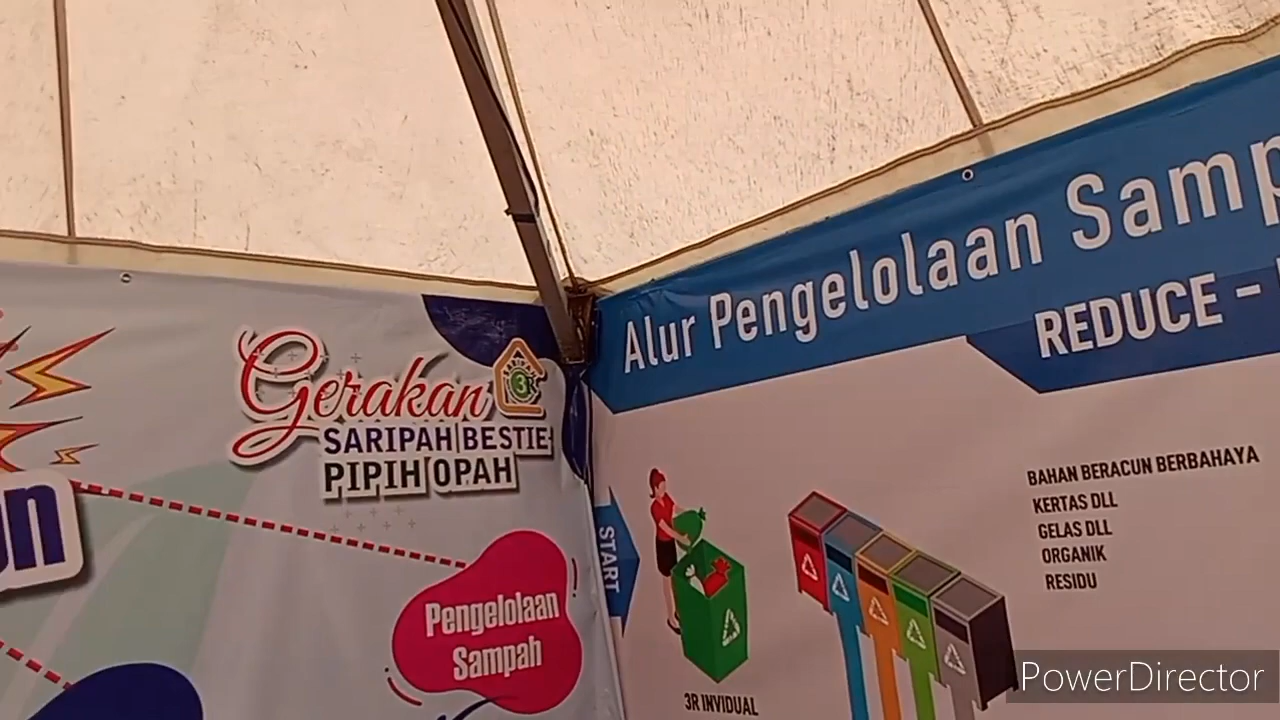 Gerakan
SARIPAH BESTIE
PIPIH OPAH
Pengelolaan
Sampah
Alur Pengelolaan
REDUCE -
START
3R INVIDUAL
BAHAN BERACUN BERBAHAYA
KERTAS DLL
GELAS DLL
ORGANIK
RESIDU
PowerDirector